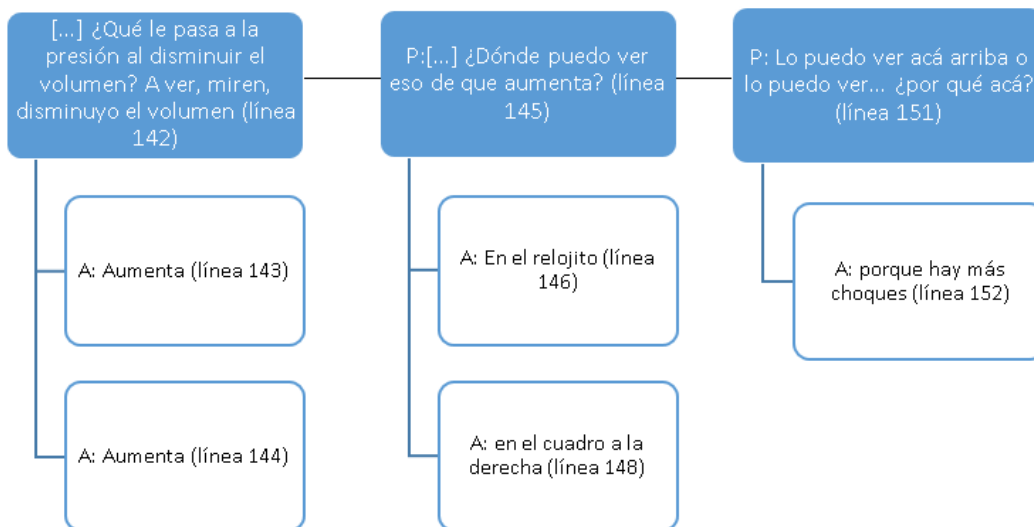 [...] ¿Qué le pasa a la
presión al disminuir el
volumen? A ver, miren,
disminuyo el volumen (línea
142)
A: Aumenta (línea 143)
A: Aumenta (línea 144)
P:[...] ¿Dónde puedo ver
eso de que aumenta? (línea
145)
A: En el relojito (línea
146)
A: en el cuadro a la
derecha (línea 148)
P: Lo puedo ver acá arriba o
lo puedo ver... ¿por qué acá?
(línea 151)
A: porque hay más
choques (línea 152)